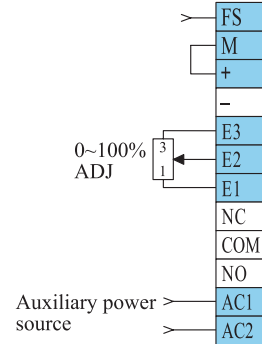 FS
M
+
−
E3
0~100%
ADJ
3
1
E2
E1
NC
COM
NO
Auxiliary power
source
AC1
AC2